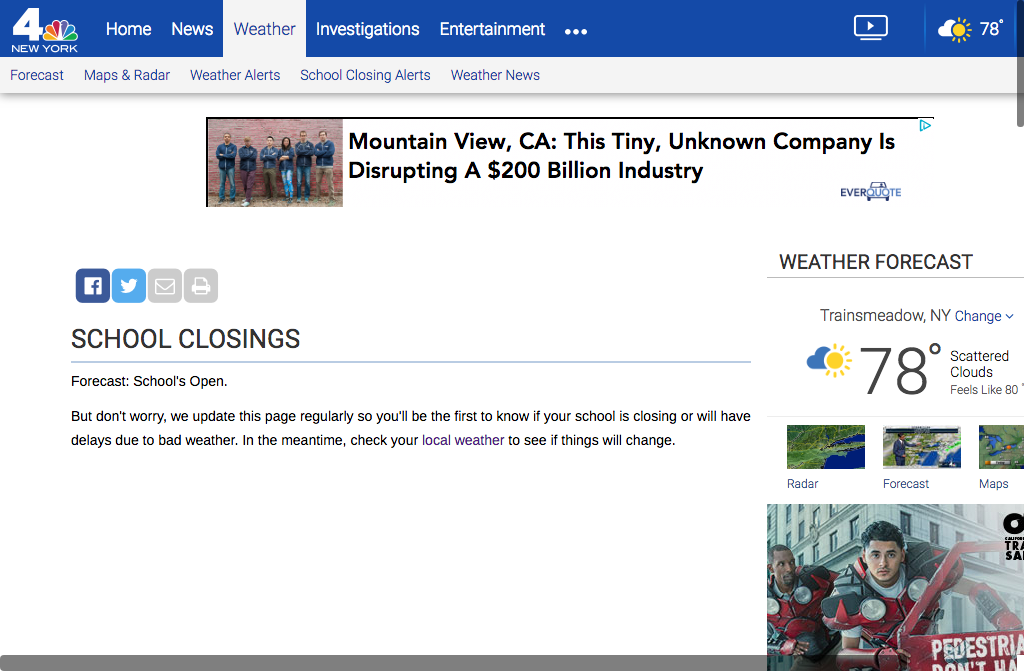 4
NEW YORK
Home News Weather Investigations Entertainment •••
78°
Forecast Maps & Radar Weather Alerts School Closing Alerts Weather News
Mountain View, CA: This Tiny, Unknown Company Is
Disrupting A $200 Billion Industry
EVERQUOTE
SCHOOL CLOSINGS
Forecast: School's Open.
But don't worry, we update this page regularly so you'll be the first to know if your school is closing or will have
delays due to bad weather. In the meantime, check your local weather to see if things will change.
WEATHER FORECAST
Trainsmeadow, NY Change
78°
Scattered
Clouds
Feels Like 80 °
Radar Forecast Maps
PEDESTRIA
DON'T HA